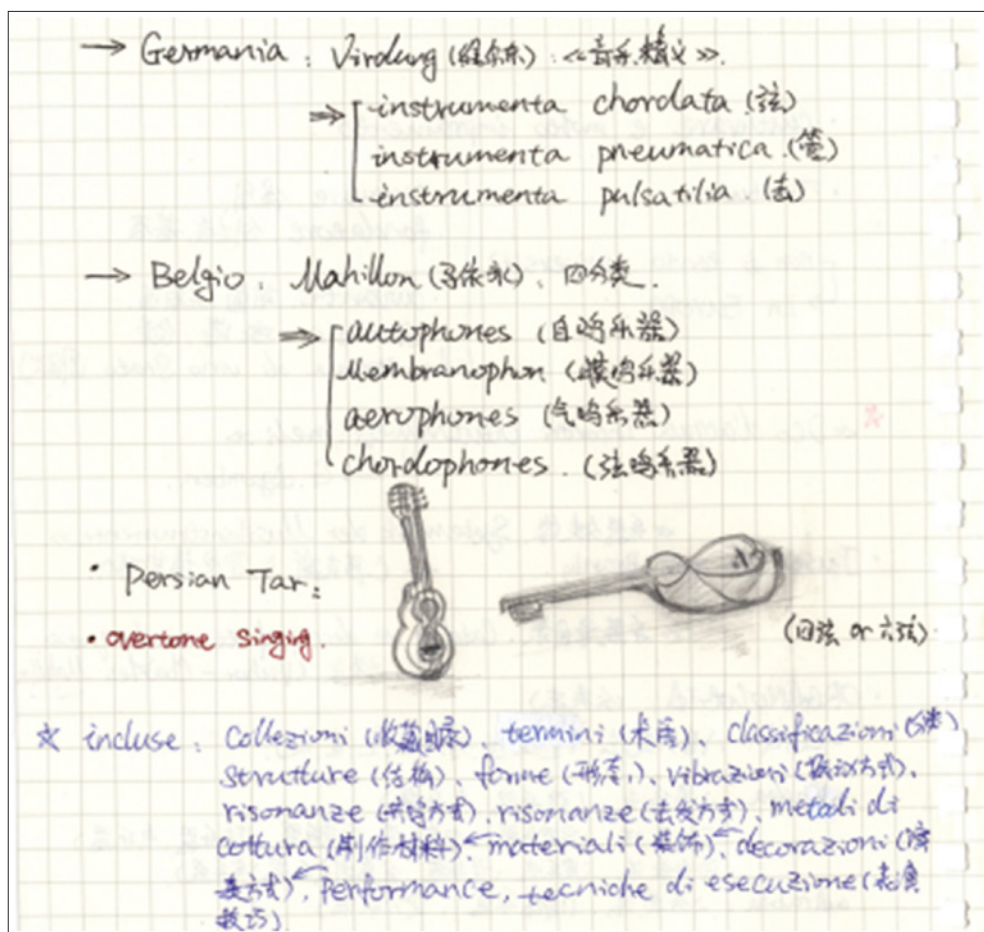 → Germania : Virdung (维尔东) : 《音乐精义》.
⇒ instrumenta chordata (弦)
instrumenta pneumatica. (管)
instrumenta pulsatilia. (击)
→ Belgio. Mahillon (马依永)、四分类.
⇒ autophones (自鸣乐器)
Membranophon (膜鸣乐器)
aerophones (气鸣乐器)
chordophones. (弦鸣乐器)
• Persian Tar:
• overtone singing.
(四弦 or 六弦).
☆ incluse: Collezioni (收藏目录)、termini (术语)、classificazioni (分类)
strutture (结构)、forme (形态)、vibrazioni (振动方式)、
risonanze (共鸣方式)、risonanze (击发方式)、metodi di
cottura (制作材料)、materiali (装饰)、decorazioni (演
奏方式)、performance, tecniche di esecuzione (表演
技巧)